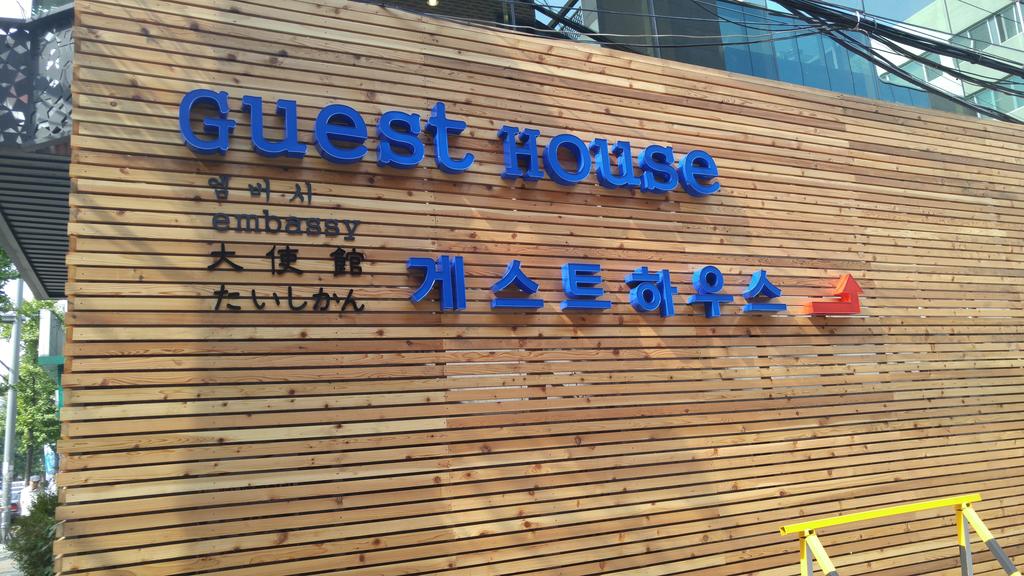 Guest House
엠버시
embassy
大使館
たいしかん
게스트하우스